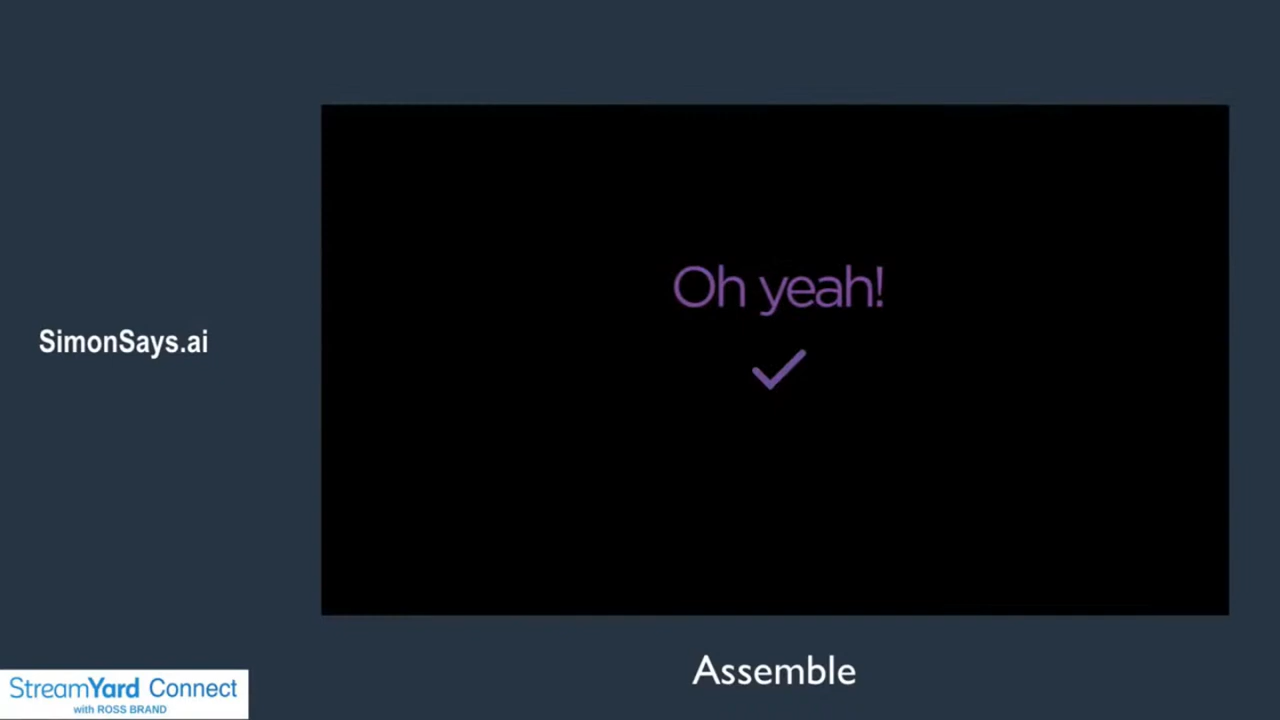 Oh yeah!
SimonSays.ai
Assemble
StreamYard Connect
with ROSS BRAND